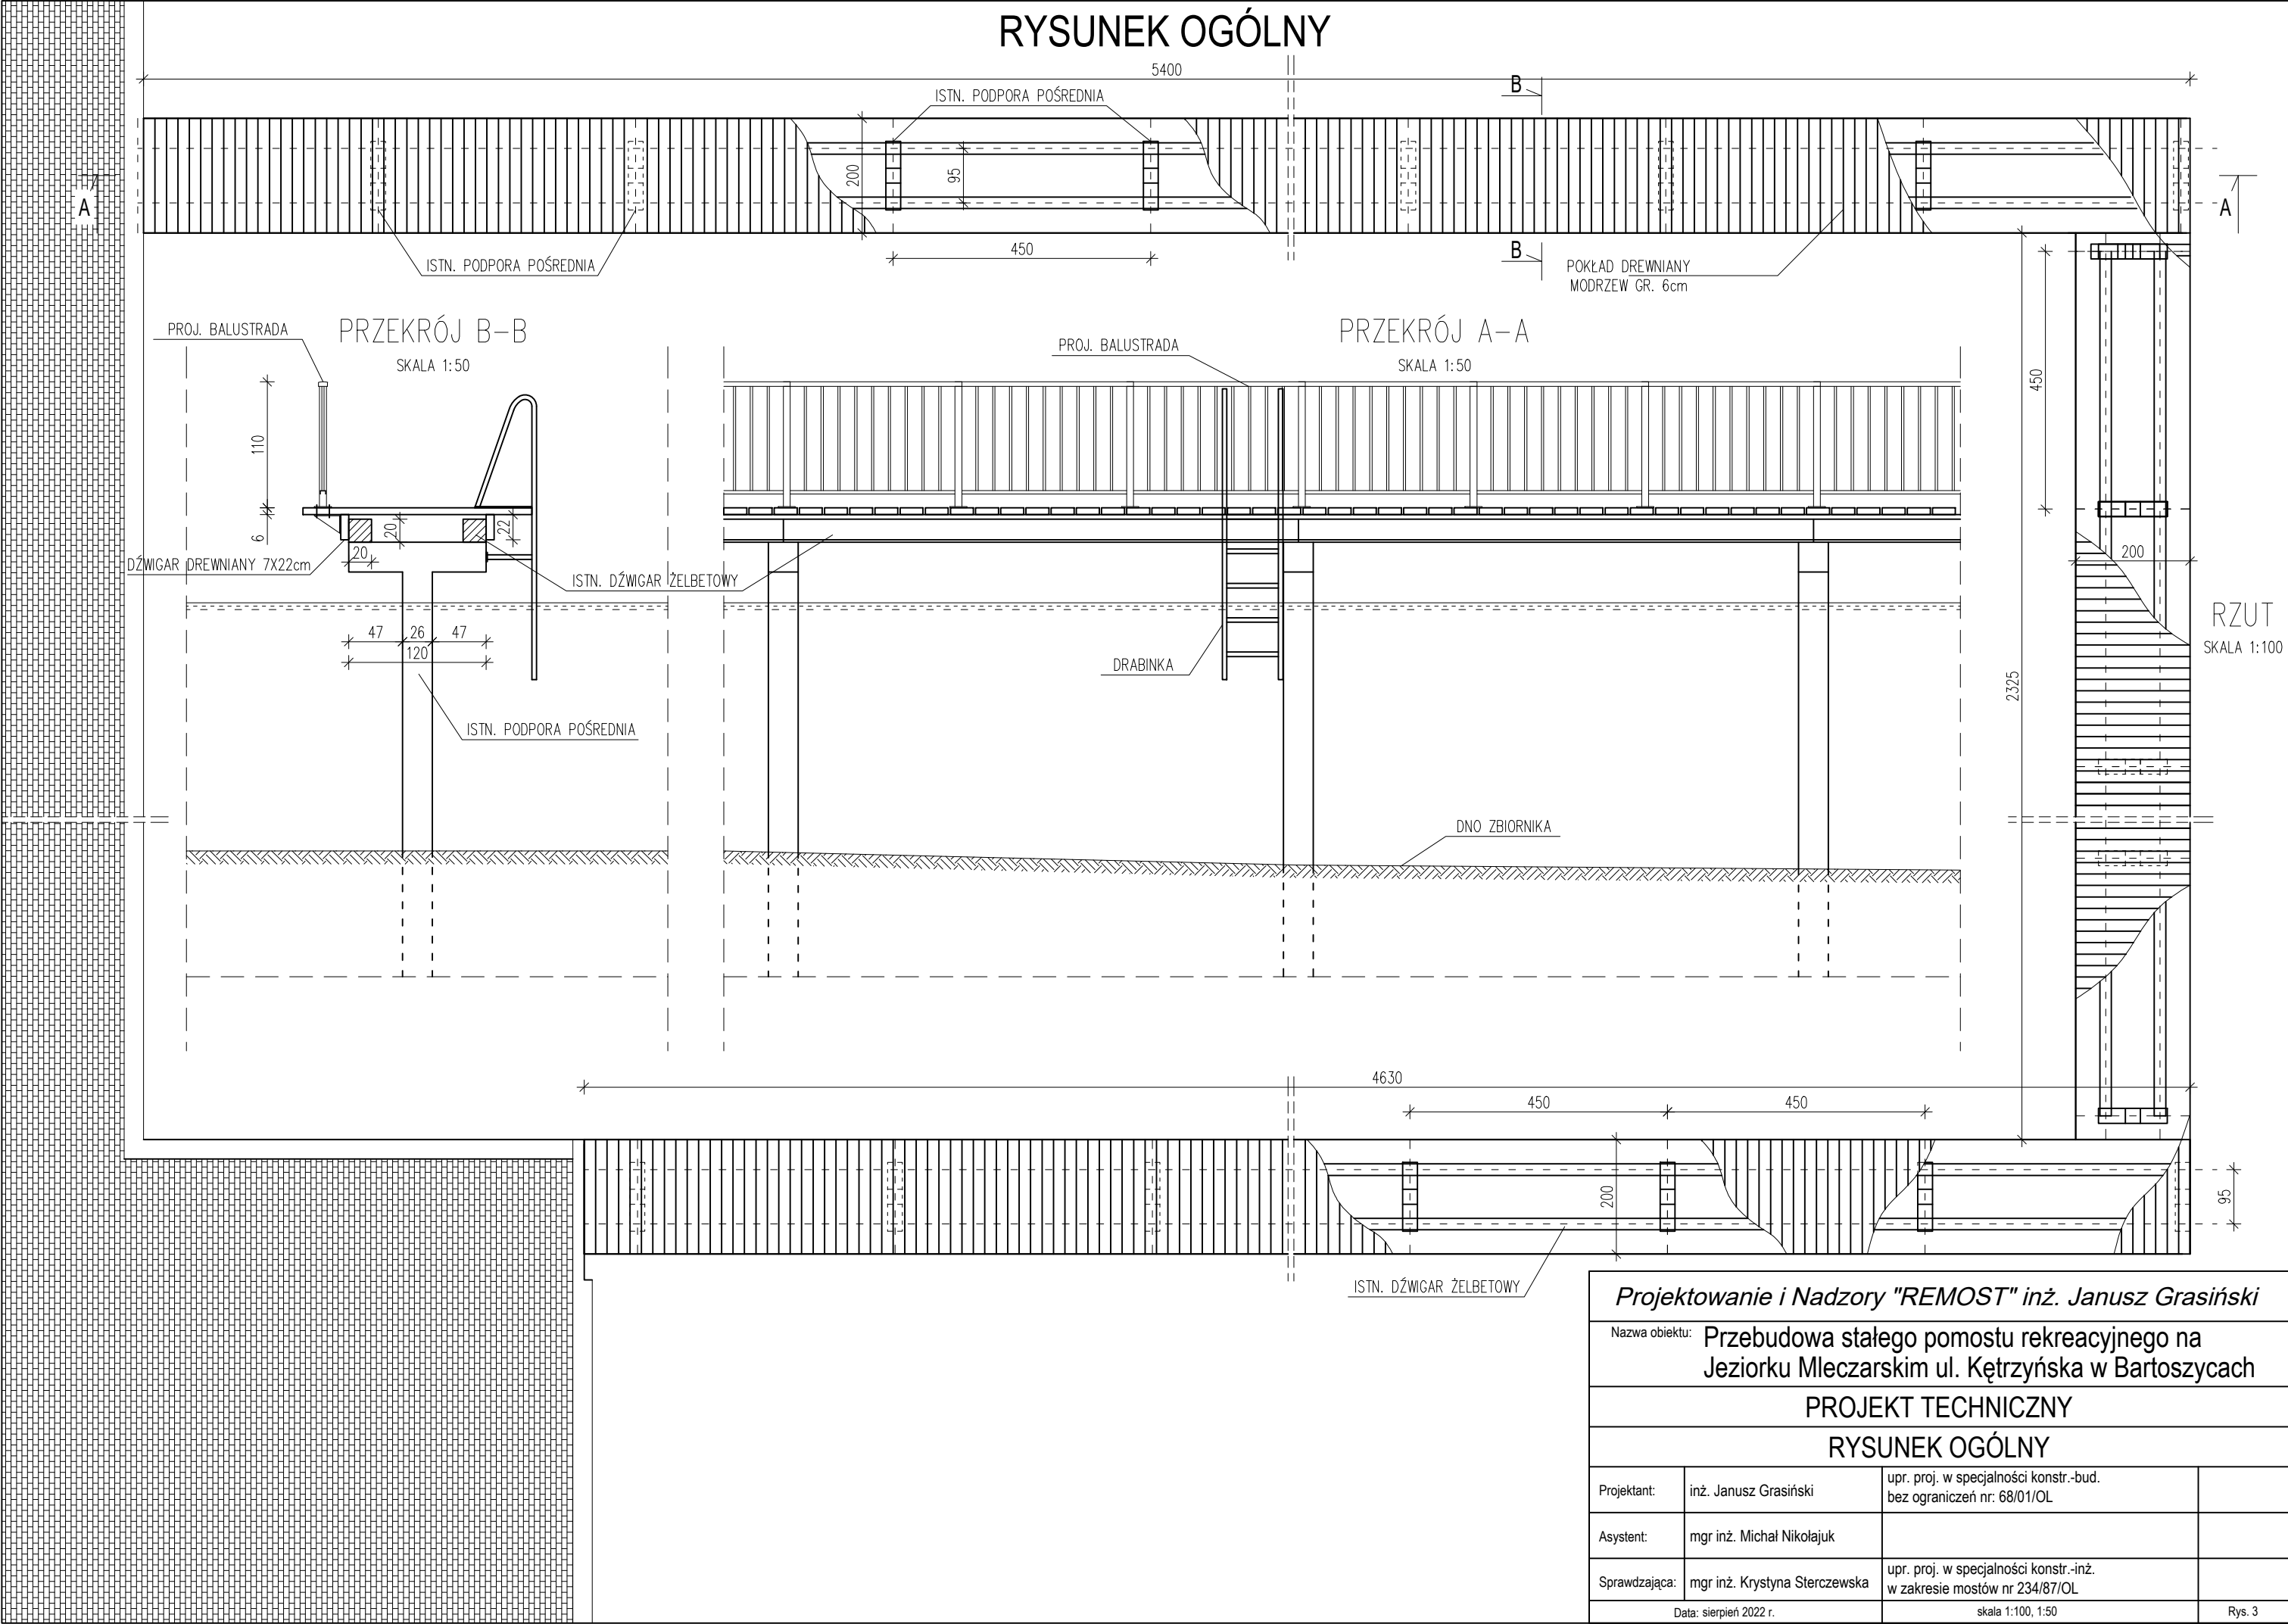 RYSUNEK OGÓLNY
5400
B
ISTN. PODPORA POŚREDNIA
200
95
A
A
450
B
ISTN. PODPORA POŚREDNIA
POKŁAD DREWNIANY
MODRZEW GR. 6cm
PROJ. BALUSTRADA
PRZEKRÓJ B-B
SKALA 1:50
PROJ. BALUSTRADA
PRZEKRÓJ A-A
SKALA 1:50
450
110
6
20
22
20
DŹWIGAR DREWNIANY 7X22cm
ISTN. DŹWIGAR ŻELBETOWY
200
RZUT
SKALA 1:100
47
26
47
120
DRABINKA
2325
ISTN. PODPORA POŚREDNIA
DNO ZBIORNIKA
4630
450
450
200
95
ISTN. DŹWIGAR ŻELBETOWY
Projektowanie i Nadzory "REMOST" inż. Janusz Grasiński
Nazwa obiektu: Przebudowa stałego pomostu rekreacyjnego na
Jeziorku Mleczarskim ul. Kętrzyńska w Bartoszycach
PROJEKT TECHNICZNY
RYSUNEK OGÓLNY
Projektant: inż. Janusz Grasiński upr. proj. w specjalności konstr.-bud.
bez ograniczeń nr: 68/01/OL
Asystent: mgr inż. Michał Nikołajuk
Sprawdzająca: mgr inż. Krystyna Sterczewska upr. proj. w specjalności konstr.-inż.
w zakresie mostów nr 234/87/OL
Data: sierpień 2022 r. skala 1:100, 1:50 Rys. 3